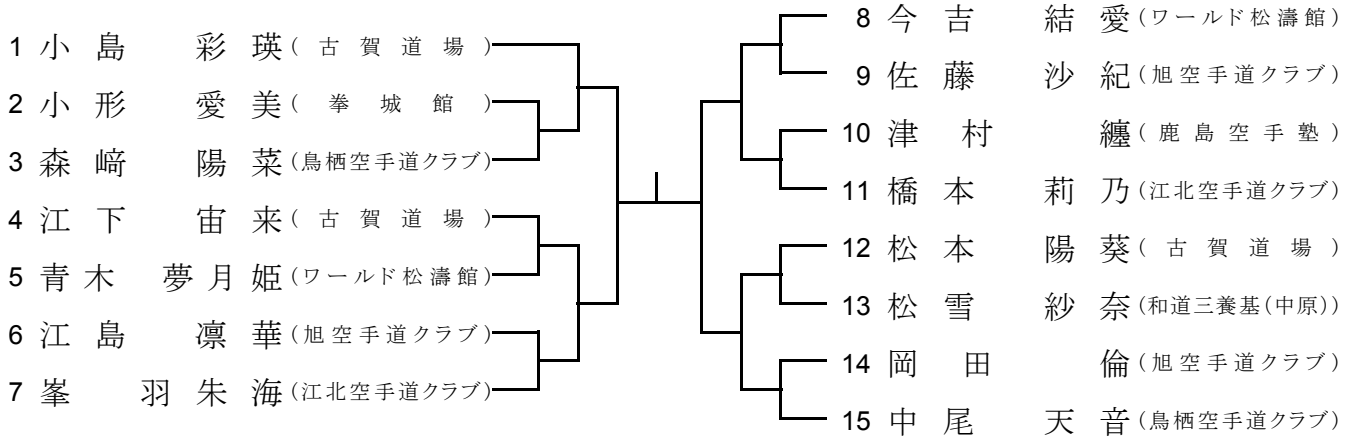 1 小島 彩瑛 (古賀道場)
2 小形 愛美 (拳城館)
3 森﨑 陽菜 (鳥栖空手道クラブ)
4 江下 宙来 (古賀道場)
5 青木 夢月姫 (ワールド松濤館)
6 江島 凛華 (旭空手道クラブ)
7 峯 羽朱海 (江北空手道クラブ)
8 今吉 結愛 (ワールド松濤館)
9 佐藤 沙紀 (旭空手道クラブ)
10 津村 纏 (鹿島空手塾)
11 橋本 莉乃 (江北空手道クラブ)
12 松本 陽葵 (古賀道場)
13 松雪 紗奈 (和道三養基(中原))
14 岡田 倫 (旭空手道クラブ)
15 中尾 天音 (鳥栖空手道クラブ)